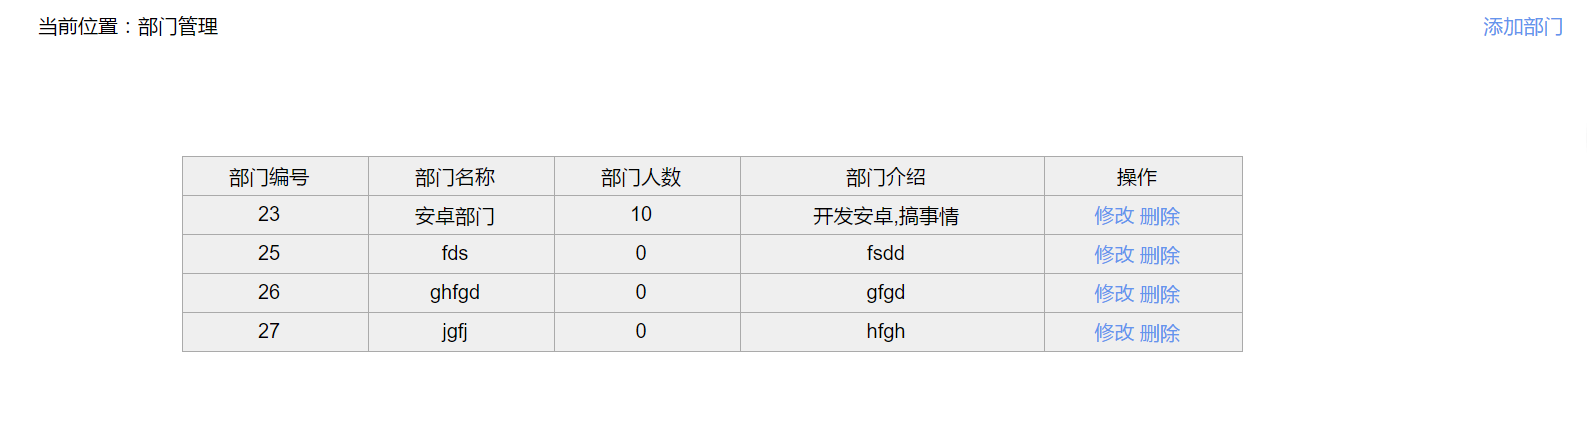 当前位置：部门管理 添加部门
部门编号 部门名称 部门人数 部门介绍 操作
23 安卓部门 10 开发安卓,搞事情 修改 删除
25 fds 0 fsdd 修改 删除
26 ghfgd 0 gfgd 修改 删除
27 jgfj 0 hfgh 修改 删除